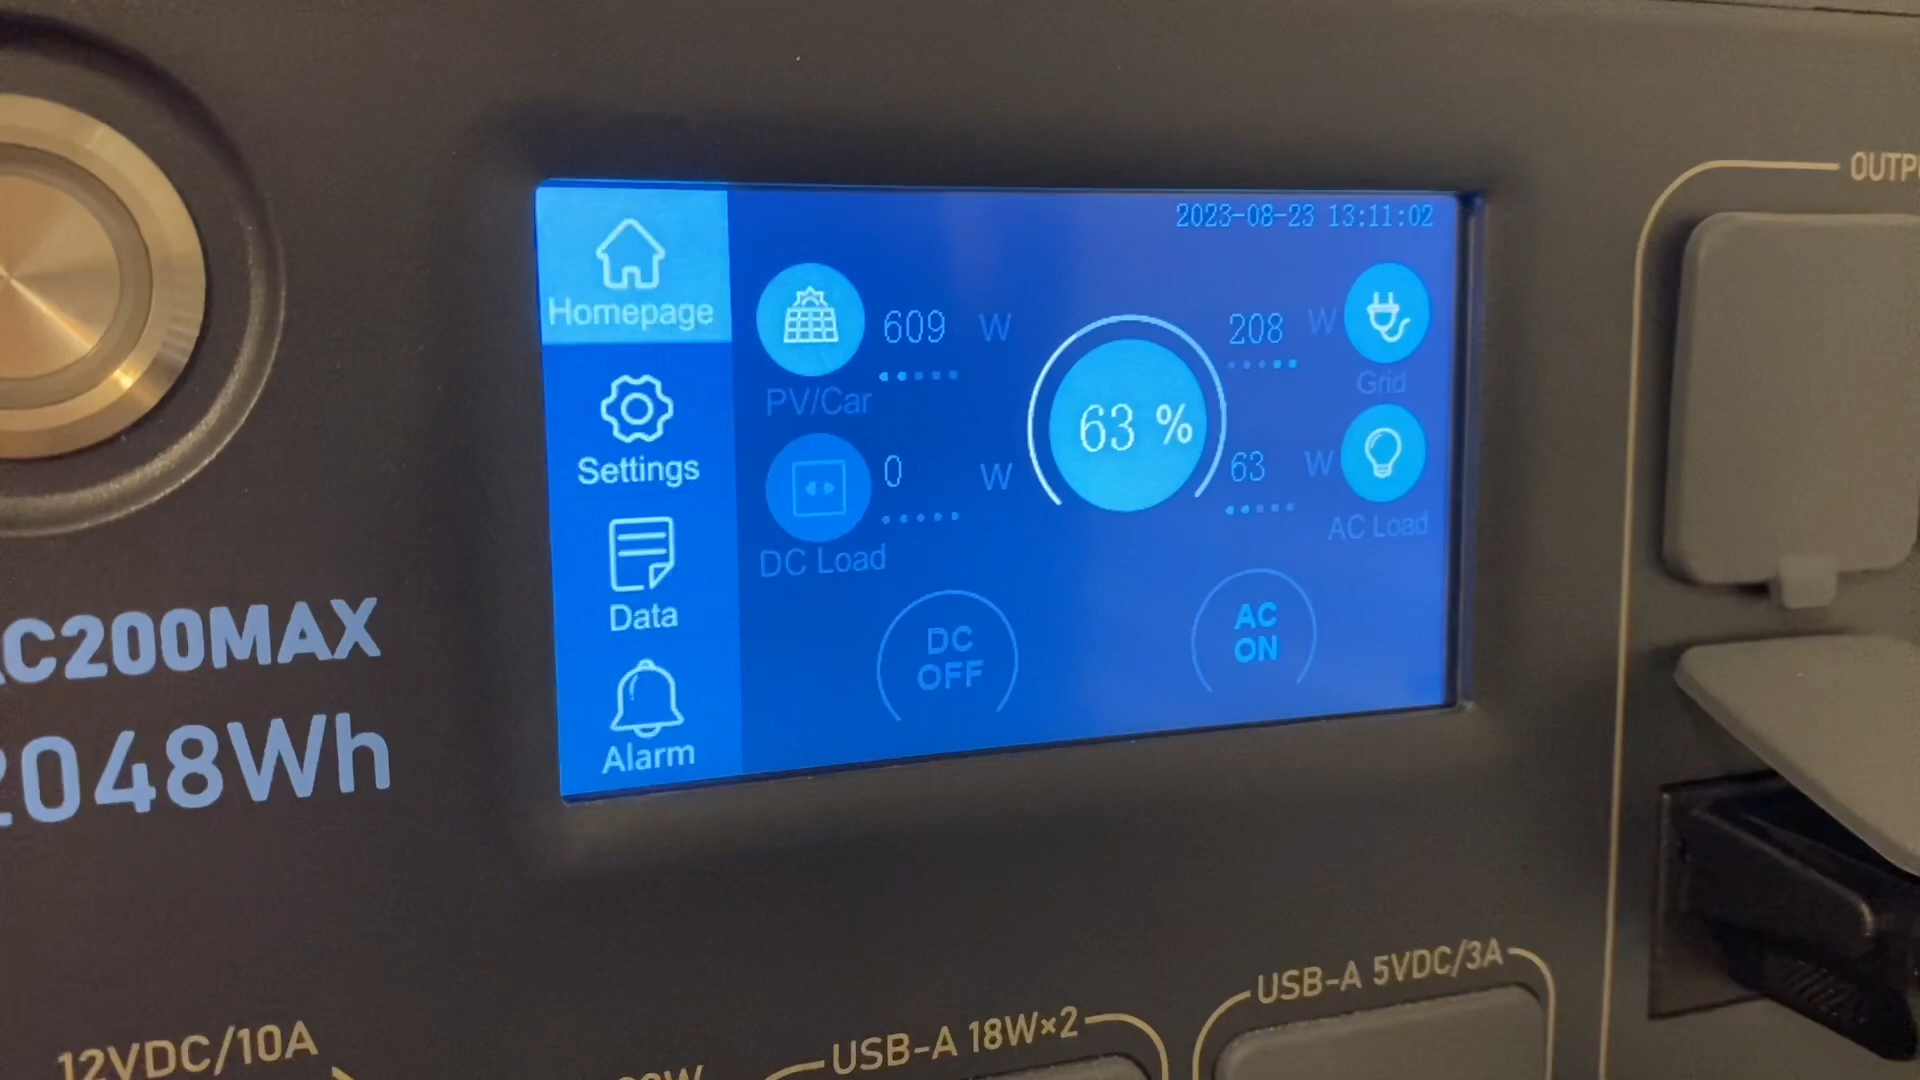 2023-08-23 13:11:02
Homepage
609 W
PV/Car
208 W
Grid
63 %
Settings
0 W
DC Load
63 W
AC Load
Data
DC OFF
AC ON
Alarm
C200MAX
2048Wh
OUTPU
12VDC/10A
USB-A 18W×2
USB-A 5VDC/3A